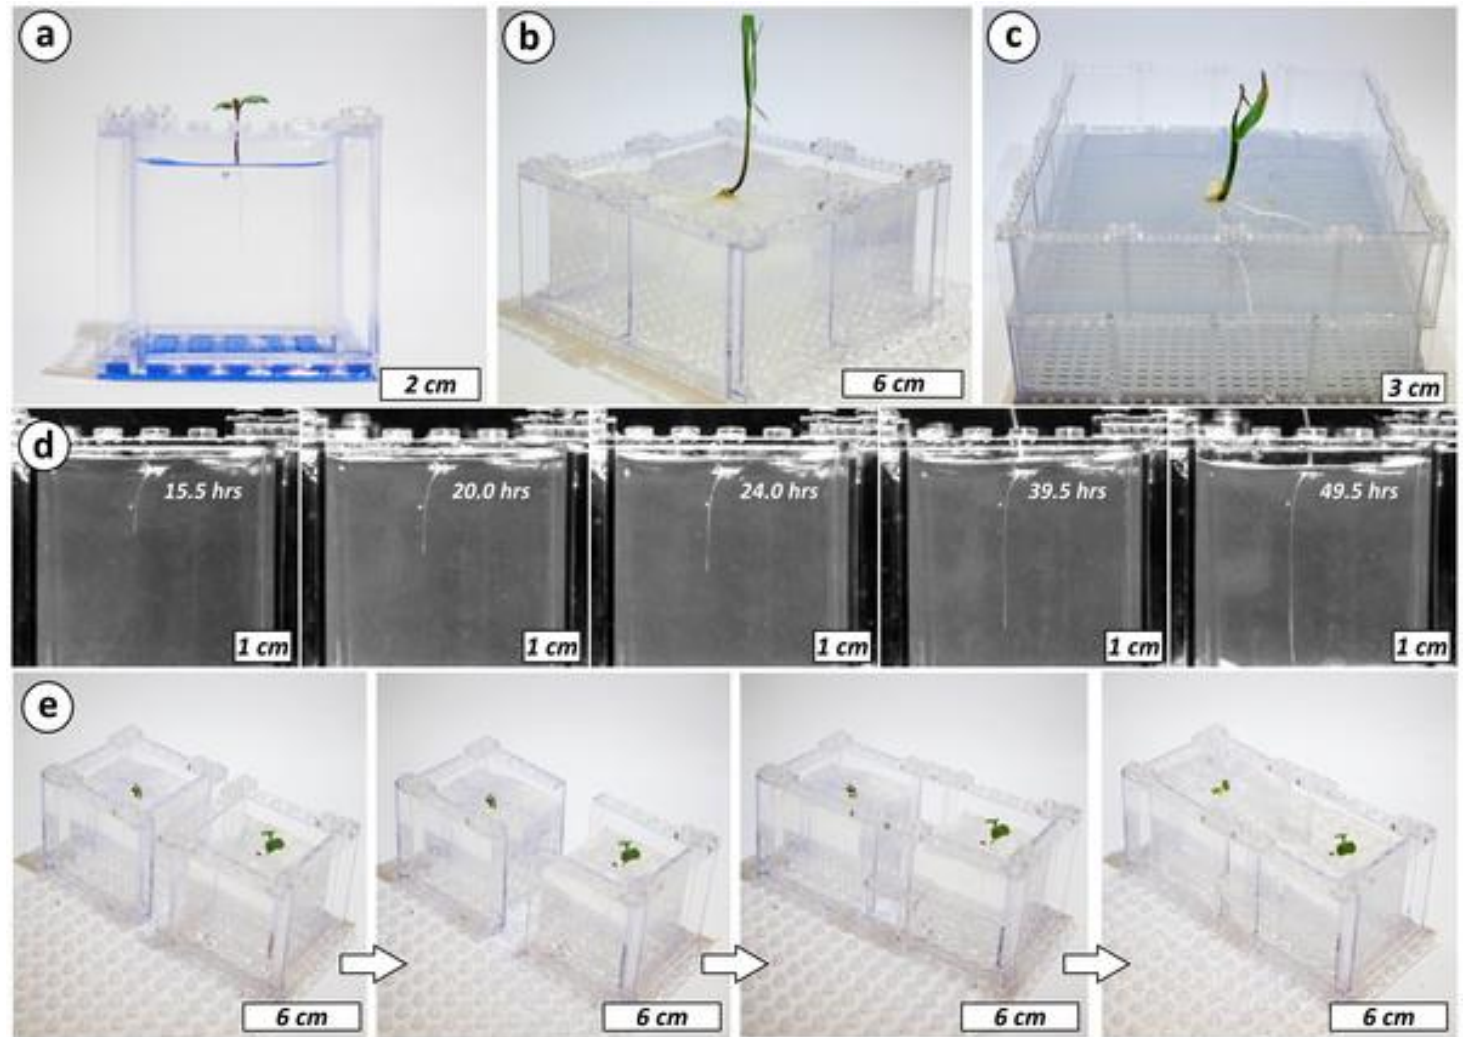 a
b
c
2 cm
6 cm
3 cm
d
15.5 hrs
20.0 hrs
24.0 hrs
39.5 hrs
49.5 hrs
1 cm
1 cm
1 cm
1 cm
1 cm
e
6 cm
6 cm
6 cm
6 cm